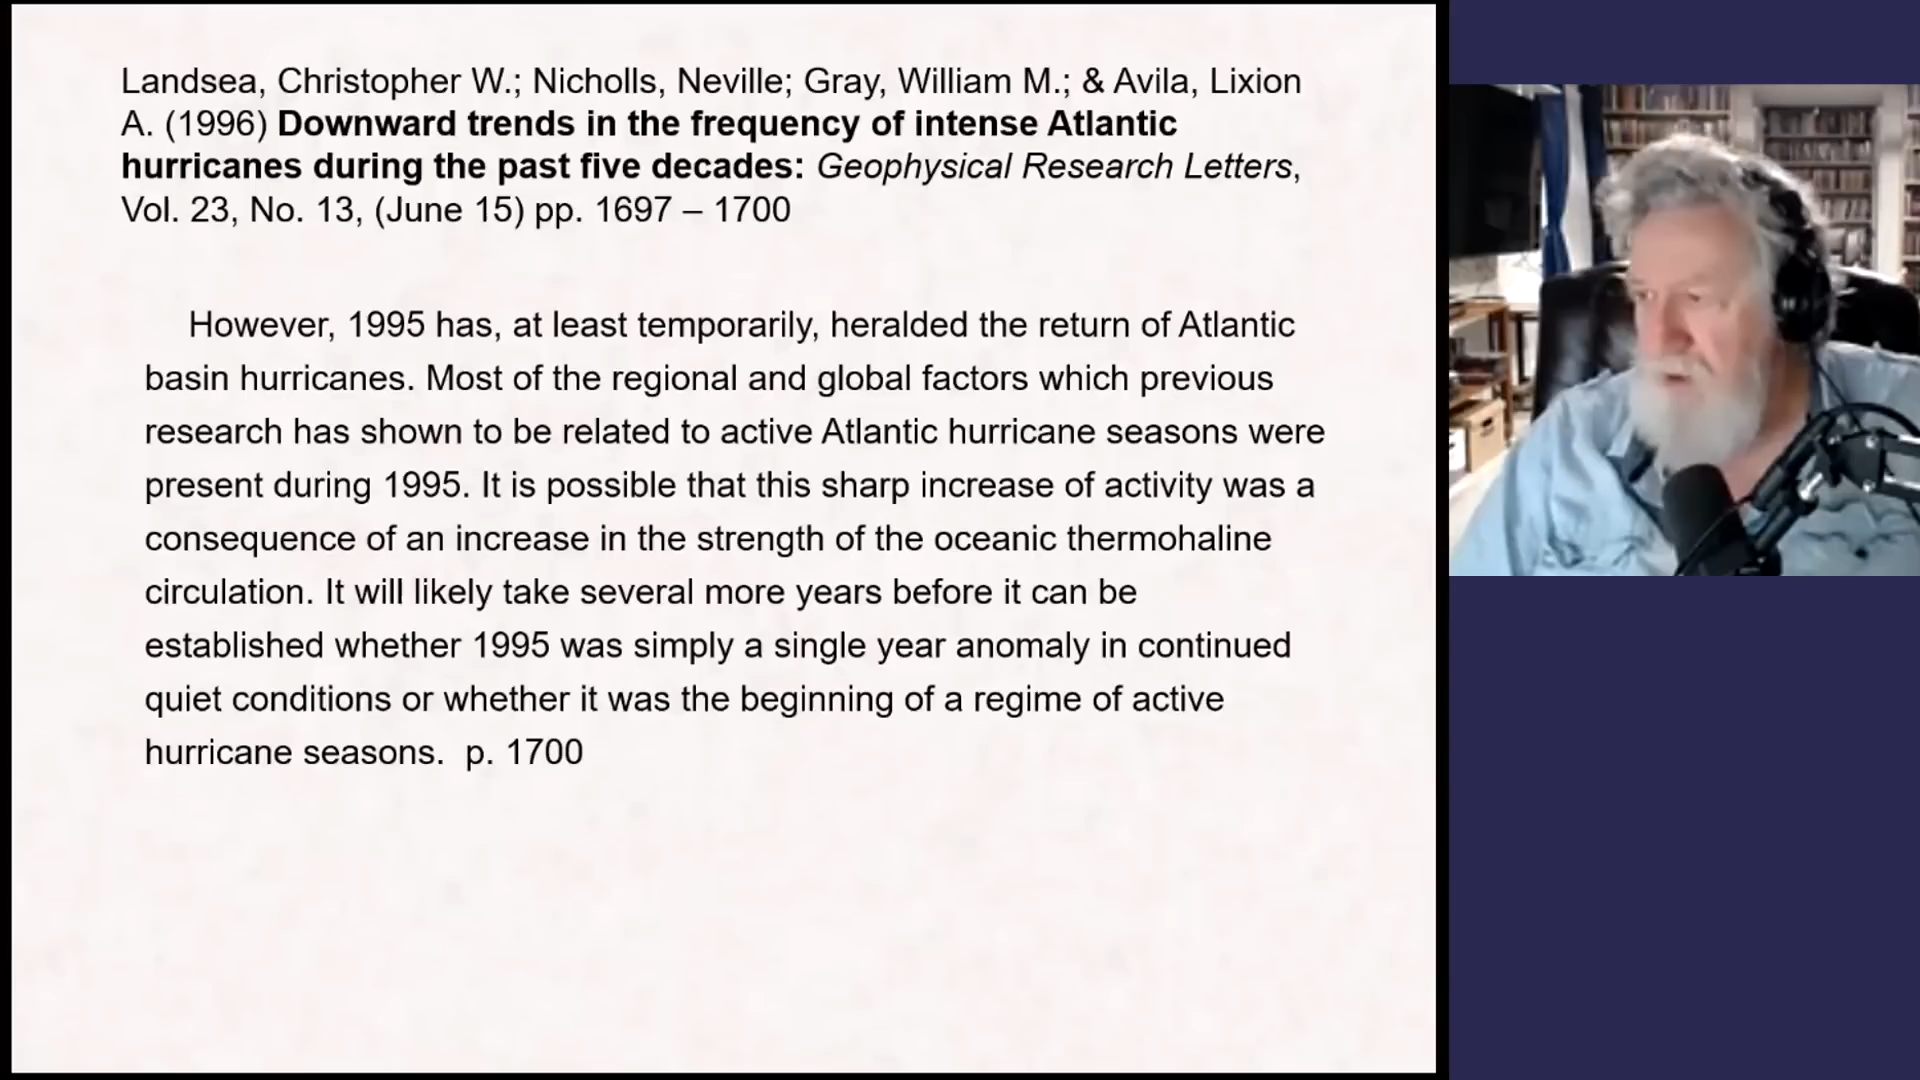 Landsea, Christopher W.; Nicholls, Neville; Gray, William M.; & Avila, Lixion
A. (1996) Downward trends in the frequency of intense Atlantic
hurricanes during the past five decades: Geophysical Research Letters,
Vol. 23, No. 13, (June 15) pp. 1697 – 1700
However, 1995 has, at least temporarily, heralded the return of Atlantic
basin hurricanes. Most of the regional and global factors which previous
research has shown to be related to active Atlantic hurricane seasons were
present during 1995. It is possible that this sharp increase of activity was a
consequence of an increase in the strength of the oceanic thermohaline
circulation. It will likely take several more years before it can be
established whether 1995 was simply a single year anomaly in continued
quiet conditions or whether it was the beginning of a regime of active
hurricane seasons.  p. 1700